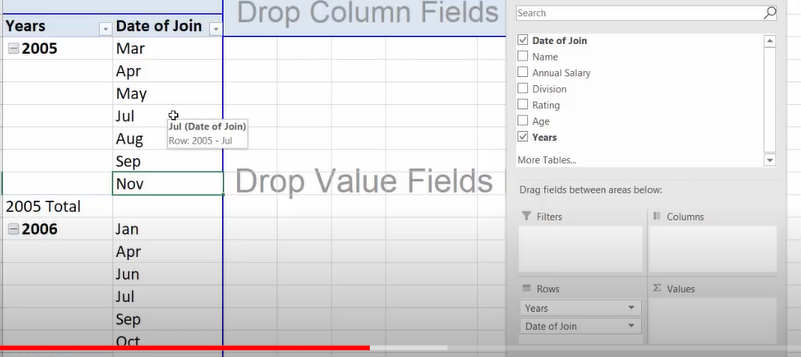 Drop Column Fields
Years Date of Join
2005 Mar
Apr
May
Jul
Jul (Date of Join)
Row: 2005 - Jul
Aug
Sep
Nov
Drop Value Fields
2005 Total
2006 Jan
Apr
Jun
Jul
Sep
Oct
Search
Date of Join
Name
Annual Salary
Division
Rating
Age
Years
More Tables...
Drag fields between areas below:
Filters
Columns
Rows
Σ Values
Years
Date of Join